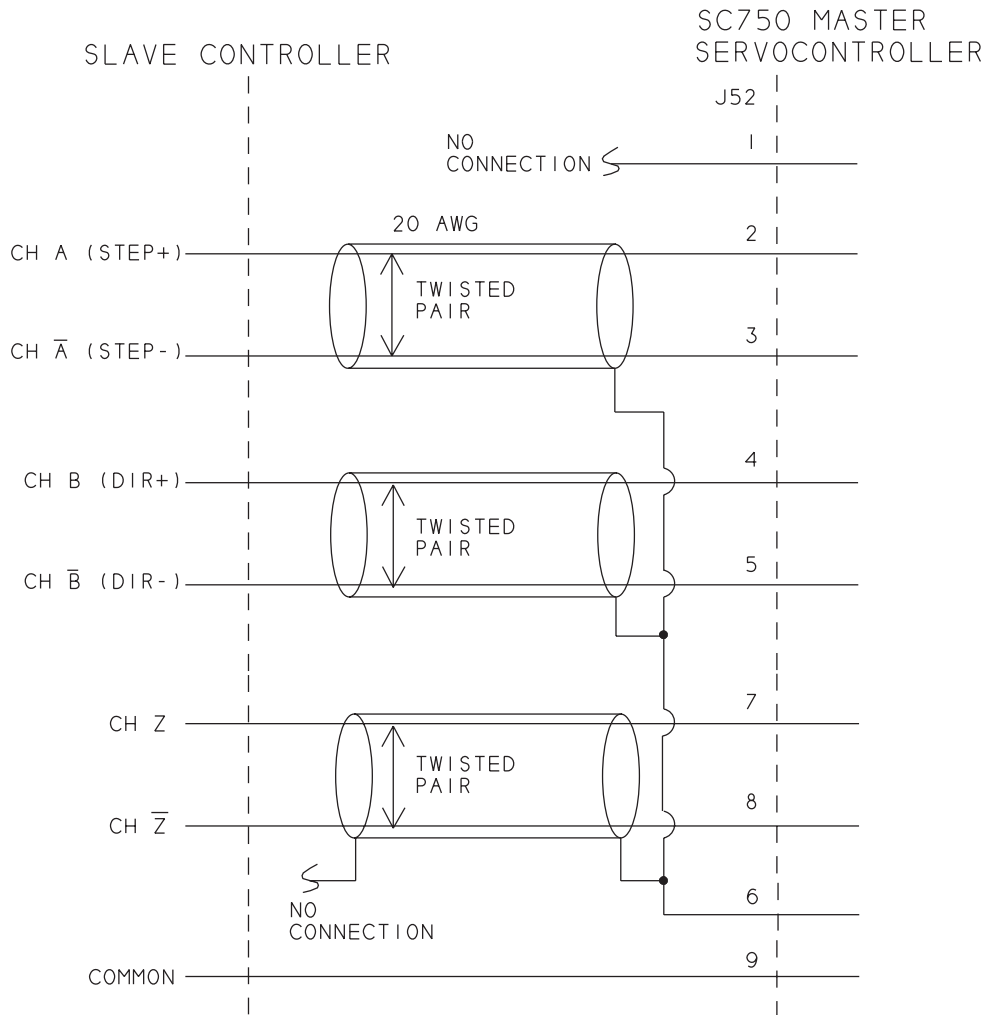 SC750 MASTER
SERVOCONTROLLER
SLAVE CONTROLLER
J52
1
NO
CONNECTION
20 AWG
2
CH A (STEP+)
TWISTED
PAIR
3
CH A̅ (STEP-)
4
CH B (DIR+)
TWISTED
PAIR
5
CH B̅ (DIR-)
7
CH Z
TWISTED
PAIR
8
CH Z̅
6
NO
CONNECTION
9
COMMON